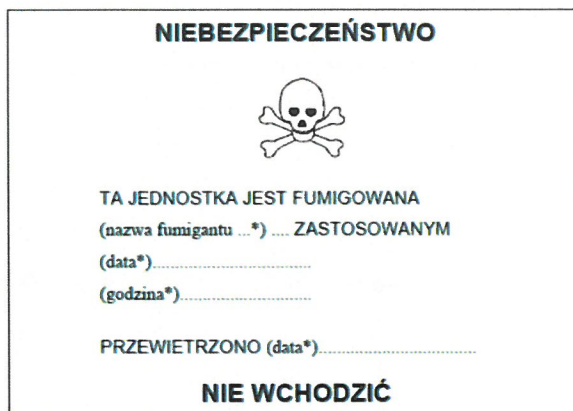 NIEBEZPIECZEŃSTWO
TA JEDNOSTKA JEST FUMIGOWANA
(nazwa fumigantu ...*) .... ZASTOSOWANYM
(data*)................................
(godzina*)...........................
PRZEWIETRZONO (data*)................................
NIE WCHODZIĆ